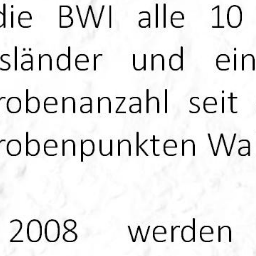 die BWI alle 10
sländer und ein
robenanzahl seit
robenpunkten Wa
2008 werden